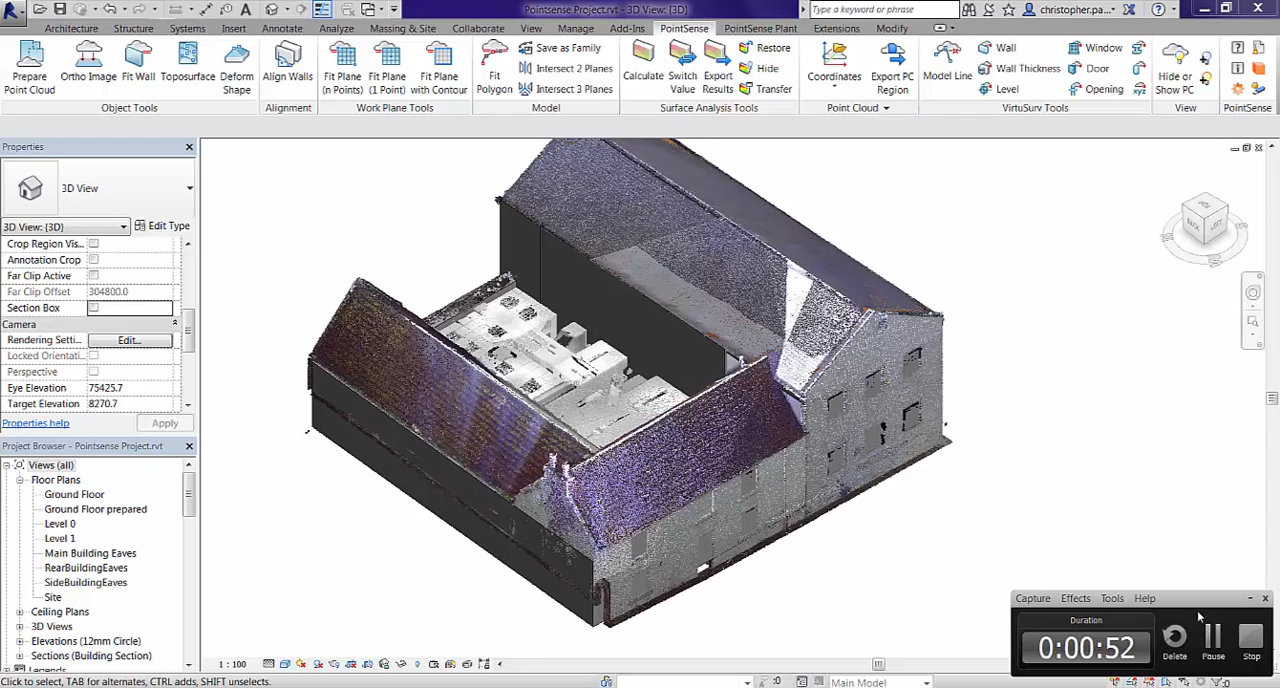 Pointsense Project.rvt - 3D View: {3D}
Type a keyword or phrase
christopher.pa...
Architecture Structure Systems Insert Annotate Analyze Massing & Site Collaborate View Manage Add-Ins PointSense PointSense Plant Extensions Modify
Prepare Point Cloud
Ortho Image
Fit Wall
Toposurface
Deform Shape
Align Walls
Fit Plane (n Points)
Fit Plane (1 Point)
Fit Plane with Contour
Fit Polygon
Save as Family
Intersect 2 Planes
Intersect 3 Planes
Calculate
Switch Value
Export Results
Restore
Hide
Transfer
Coordinates
Export PC Region
Model Line
Wall
Wall Thickness
Level
Window
Door
Opening
Hide or Show PC
Object Tools
Alignment
Work Plane Tools
Model
Surface Analysis Tools
Point Cloud
VirtuSurv Tools
View
PointSense
Properties
3D View
3D View: {3D}
Edit Type
Crop Region Vis...
Annotation Crop
Far Clip Active
Far Clip Offset 304800.0
Section Box
Camera
Rendering Setti... Edit...
Locked Orientati...
Perspective
Eye Elevation 75425.7
Target Elevation 8270.7
Properties help
Apply
Project Browser - Pointsense Project.rvt
Views (all)
Floor Plans
Ground Floor
Ground Floor prepared
Level 0
Level 1
Main Building Eaves
RearBuildingEaves
SideBuildingEaves
Site
Ceiling Plans
3D Views
Elevations (12mm Circle)
Sections (Building Section)
Legends
BACK
LEFT
Capture Effects Tools Help
Duration
0:00:52
Delete
Pause
Stop
1 : 100
Click to select, TAB for alternates, CTRL adds, SHIFT unselects.
:0
Main Model
:0